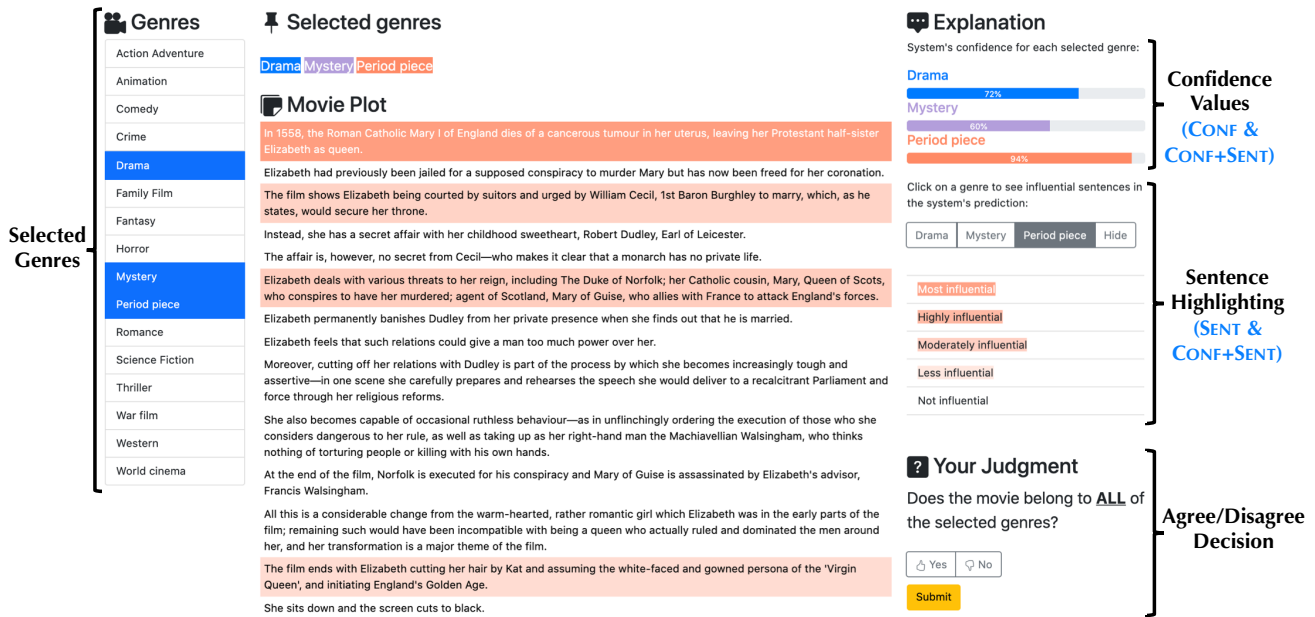 Selected
Genres
Genres
Action Adventure
Animation
Comedy
Crime
Drama
Family Film
Fantasy
Horror
Mystery
Period piece
Romance
Science Fiction
Thriller
War film
Western
World cinema
Selected genres
Drama Mystery Period piece
Movie Plot
In 1558, the Roman Catholic Mary I of England dies of a cancerous tumour in her uterus, leaving her Protestant half-sister
Elizabeth as queen.
Elizabeth had previously been jailed for a supposed conspiracy to murder Mary but has now been freed for her coronation.
The film shows Elizabeth being courted by suitors and urged by William Cecil, 1st Baron Burghley to marry, which, as he
states, would secure her throne.
Instead, she has a secret affair with her childhood sweetheart, Robert Dudley, Earl of Leicester.
The affair is, however, no secret from Cecil—who makes it clear that a monarch has no private life.
Elizabeth deals with various threats to her reign, including The Duke of Norfolk; her Catholic cousin, Mary, Queen of Scots,
who conspires to have her murdered; agent of Scotland, Mary of Guise, who allies with France to attack England's forces.
Elizabeth permanently banishes Dudley from her private presence when she finds out that he is married.
Elizabeth feels that such relations could give a man too much power over her.
Moreover, cutting off her relations with Dudley is part of the process by which she becomes increasingly tough and
assertive—in one scene she carefully prepares and rehearses the speech she would deliver to a recalcitrant Parliament and
force through her religious reforms.
She also becomes capable of occasional ruthless behaviour—as in unflinchingly ordering the execution of those who she
considers dangerous to her rule, as well as taking up as her right-hand man the Machiavellian Walsingham, who thinks
nothing of torturing people or killing with his own hands.
At the end of the film, Norfolk is executed for his conspiracy and Mary of Guise is assassinated by Elizabeth's advisor,
Francis Walsingham.
All this is a considerable change from the warm-hearted, rather romantic girl which Elizabeth was in the early parts of the
film; remaining such would have been incompatible with being a queen who actually ruled and dominated the men around
her, and her transformation is a major theme of the film.
The film ends with Elizabeth cutting her hair by Kat and assuming the white-faced and gowned persona of the 'Virgin
Queen', and initiating England's Golden Age.
She sits down and the screen cuts to black.
Explanation
System's confidence for each selected genre:
Drama
72%
Mystery
60%
Period piece
94%
Click on a genre to see influential sentences in
the system's prediction:
Drama Mystery Period piece Hide
Most influential
Highly influential
Moderately influential
Less influential
Not influential
Your Judgment
Does the movie belong to ALL of
the selected genres?
Yes No
Submit
Confidence
Values
(CONF &
CONF+SENT)
Sentence
Highlighting
(SENT &
CONF+SENT)
Agree/Disagree
Decision